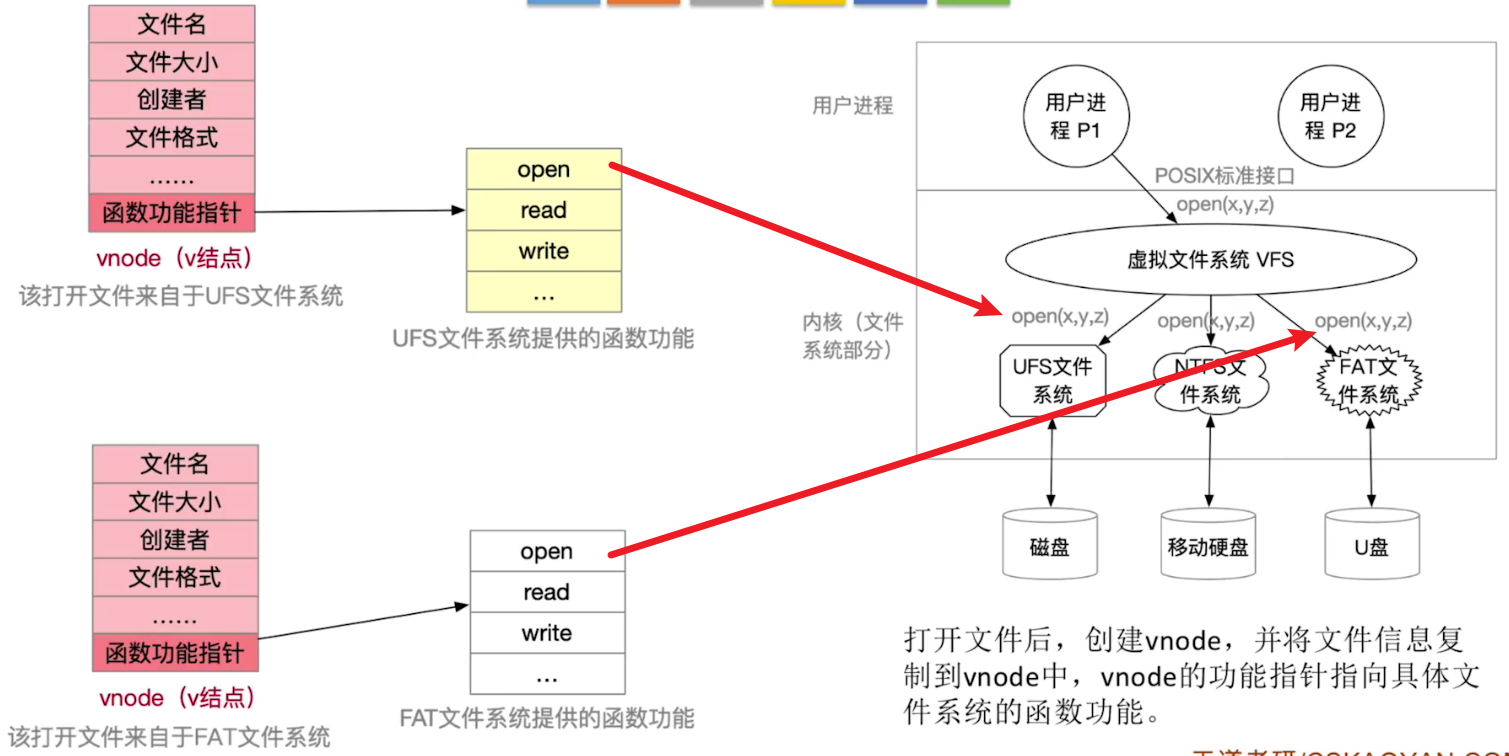 文件名
文件大小
创建者
文件格式
……
函数功能指针
vnode（v结点）
该打开文件来自于UFS文件系统
open
read
write
...
UFS文件系统提供的函数功能
文件名
文件大小
创建者
文件格式
……
函数功能指针
vnode（v结点）
该打开文件来自于FAT文件系统
open
read
write
...
FAT文件系统提供的函数功能
用户进程
用户进
程 P1
用户进
程 P2
POSIX标准接口
open(x,y,z)
虚拟文件系统 VFS
内核（文件
系统部分）
open(x,y,z)
open(x,y,z)
open(x,y,z)
UFS文件
系统
NTFS文
件系统
FAT文
件系统
磁盘
移动硬盘
U盘
打开文件后，创建vnode，并将文件信息复
制到vnode中，vnode的功能指针指向具体文
件系统的函数功能。